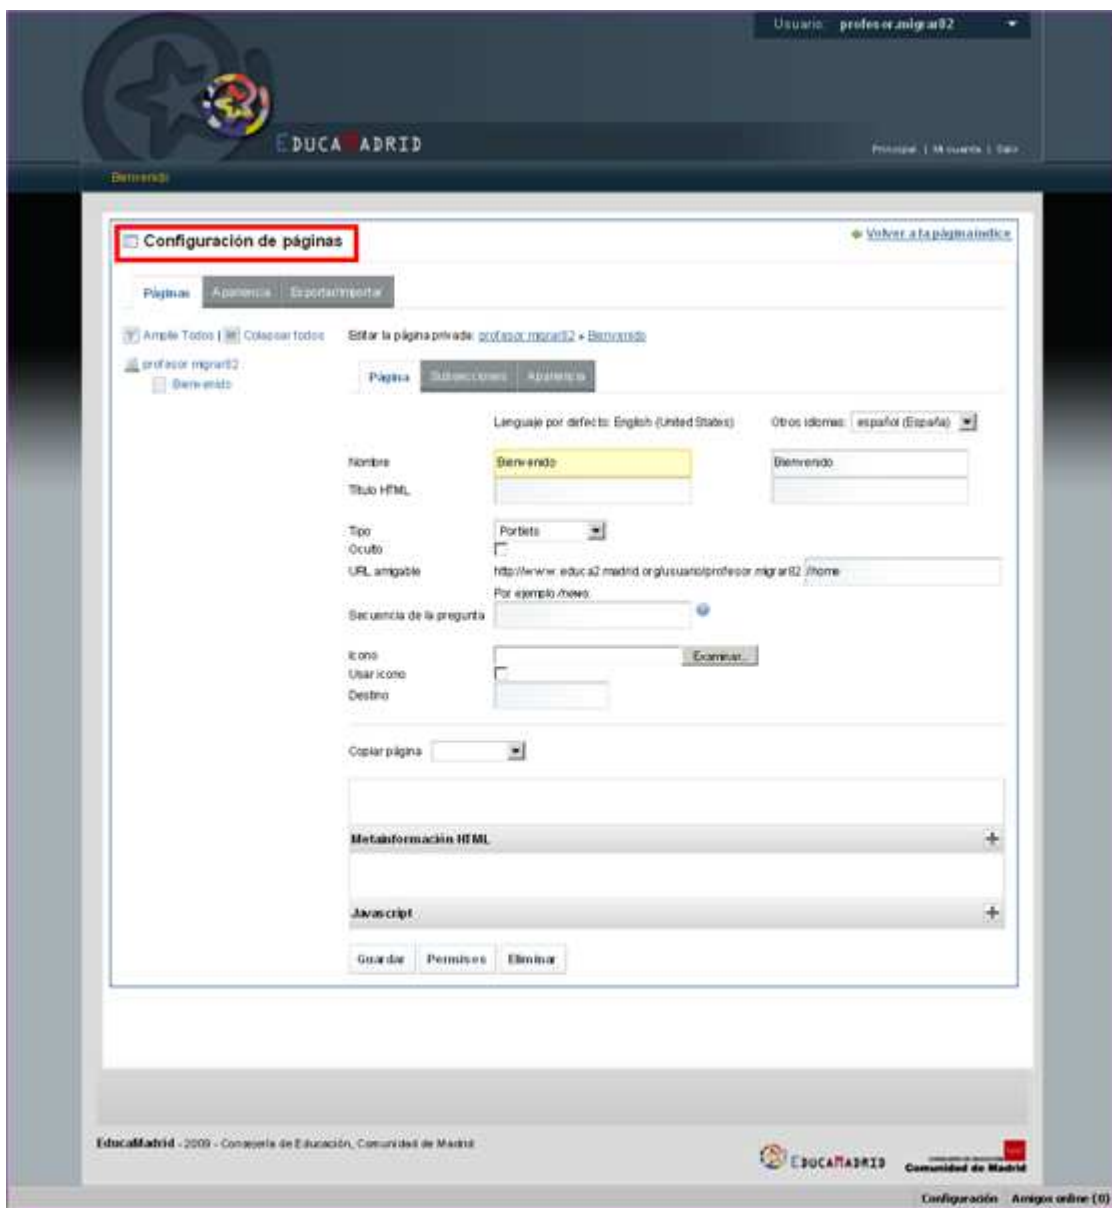 Usuario: profesor.migrar82
EDUCAMADRID
Principal | Mi cuenta | Salir
Bienvenido
Configuración de páginas
Volver a la página índice
Páginas Apariencia Exportar/Importar
Amplíe Todos | Colapsar todos
Editar la página privada: profesor.migrar82 » Bienvenido
profesor migrar82
Bienvenido
Página Subsecciones Apariencia
Lenguaje por defecto: English (United States)
Otros idiomas: español (España)
Nombre Bienvenido Bienvenido
Título HTML
Tipo Portlets
Oculto
URL amigable http://www.educa2.madrid.org/usuario/profesor.migrar82 /home
Por ejemplo /news.
Secuencia de la pregunta
Icono Examinar...
Usar icono
Destino
Copiar página
Metainformación HTML
Javascript
Guardar Permisos Eliminar
EducaMadrid - 2009 - Consejería de Educación, Comunidad de Madrid
EDUCAMADRID
Comunidad de Madrid
Configuración Amigos online (0)